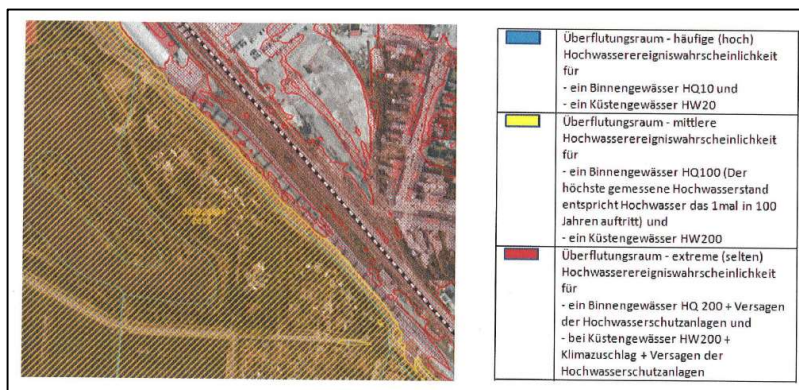 Überflutungsraum - häufige (hoch)
Hochwasserereigniswahrscheinlichkeit
für
- ein Binnengewässer HQ10 und
- ein Küstengewässer HW20
Überflutungsraum - mittlere
Hochwasserereigniswahrscheinlichkeit
für
- ein Binnengewässer HQ100 (Der
höchste gemessene Hochwasserstand
entspricht Hochwasser das 1mal in 100
Jahren auftritt) und
- ein Küstengewässer HW200
Überflutungsraum - extreme (selten)
Hochwasserereigniswahrscheinlichkeit
für
- ein Binnengewässer HQ 200 + Versagen
der Hochwasserschutzanlagen und
- bei Küstengewässer HW200 +
Klimazuschlag + Versagen der
Hochwasserschutzanlagen